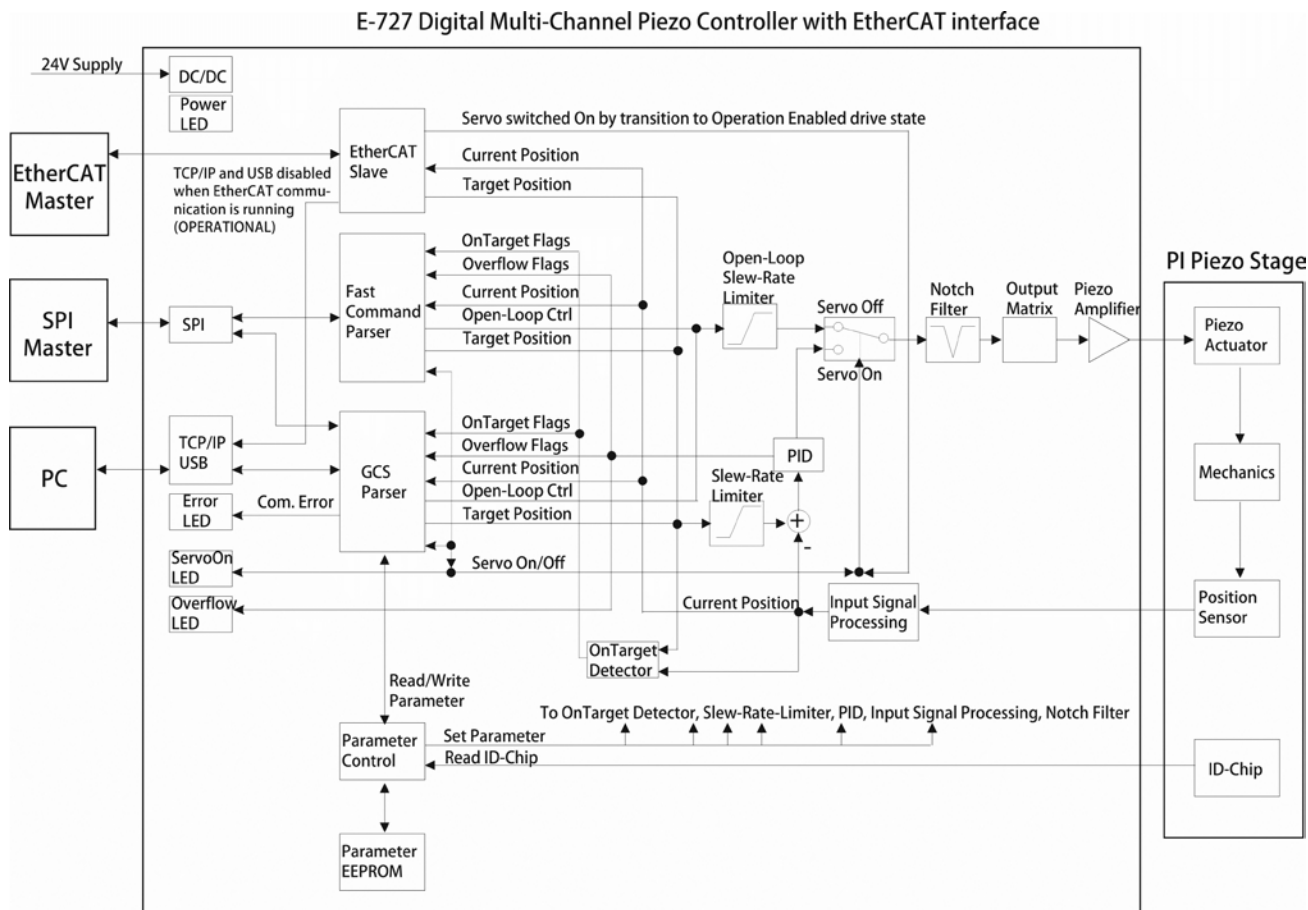 E-727 Digital Multi-Channel Piezo Controller with EtherCAT interface
24V Supply
DC/DC
Power
LED
EtherCAT
Master
TCP/IP and USB disabled
when EtherCAT commu-
nication is running
(OPERATIONAL)
EtherCAT
Slave
Servo switched On by transition to Operation Enabled drive state
Current Position
Target Position
SPI
Master
SPI
Fast
Command
Parser
OnTarget Flags
Overflow Flags
Current Position
Open-Loop Ctrl
Target Position
Open-Loop
Slew-Rate
Limiter
Servo Off
Servo On
Notch
Filter
Output
Matrix
Piezo
Amplifier
PI Piezo Stage
Piezo
Actuator
Mechanics
Position
Sensor
ID-Chip
PC
TCP/IP
USB
Error
LED
Com. Error
GCS
Parser
OnTarget Flags
Overflow Flags
Current Position
Open-Loop Ctrl
Target Position
Slew-Rate
Limiter
PID
+
-
ServoOn
LED
Servo On/Off
Overflow
LED
Current Position
Input Signal
Processing
OnTarget
Detector
Read/Write
Parameter
To OnTarget Detector, Slew-Rate-Limiter, PID, Input Signal Processing, Notch Filter
Parameter
Control
Set Parameter
Read ID-Chip
Parameter
EEPROM